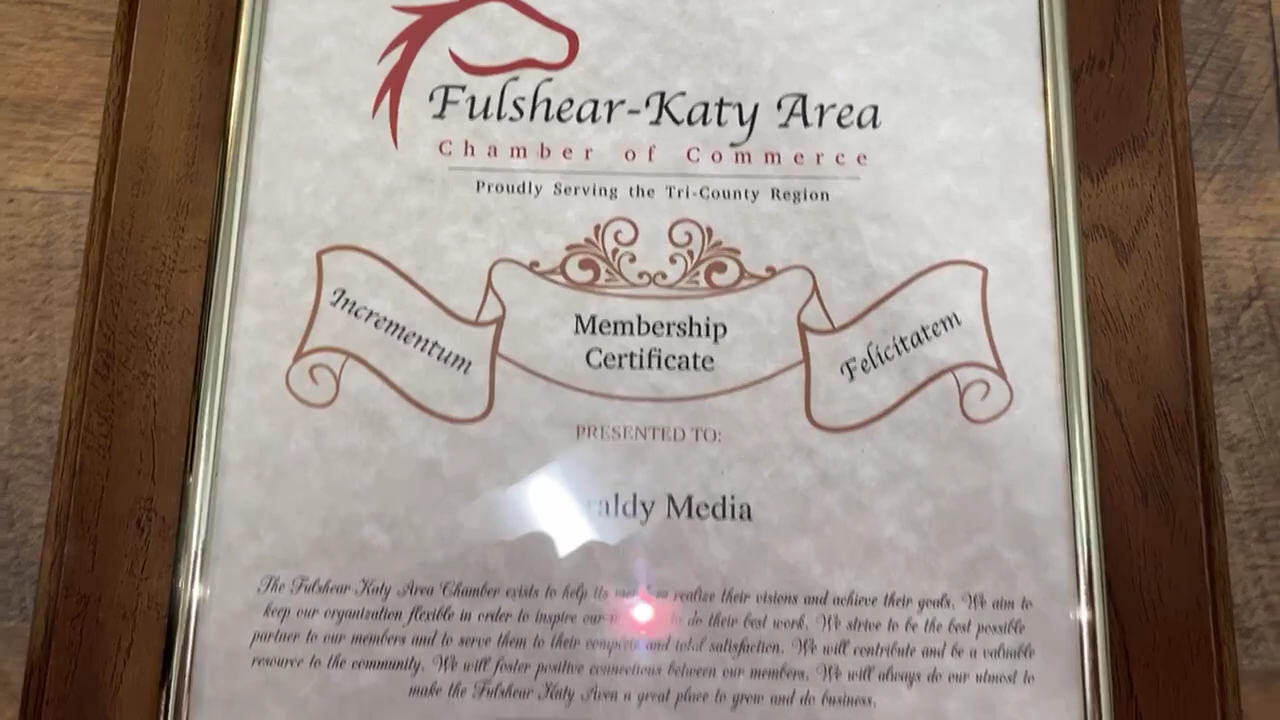 Fulshear-Katy Area
Chamber of Commerce
Proudly Serving the Tri-County Region
Incrementum
Membership
Certificate
Felicitatem
PRESENTED TO:
raldy Media
The Fulshear Katy Area Chamber exists to help its realize their visions and achieve their goals. We aim to
keep our organization flexible in order to inspire our to do their best work. We strive to be the best possible
partner to our members and to serve them to their complete and total satisfaction. We will contribute and be a valuable
resource to the community. We will foster positive connections between our members. We will always do our utmost to
make the Fulshear Katy Area a great place to grow and do business.